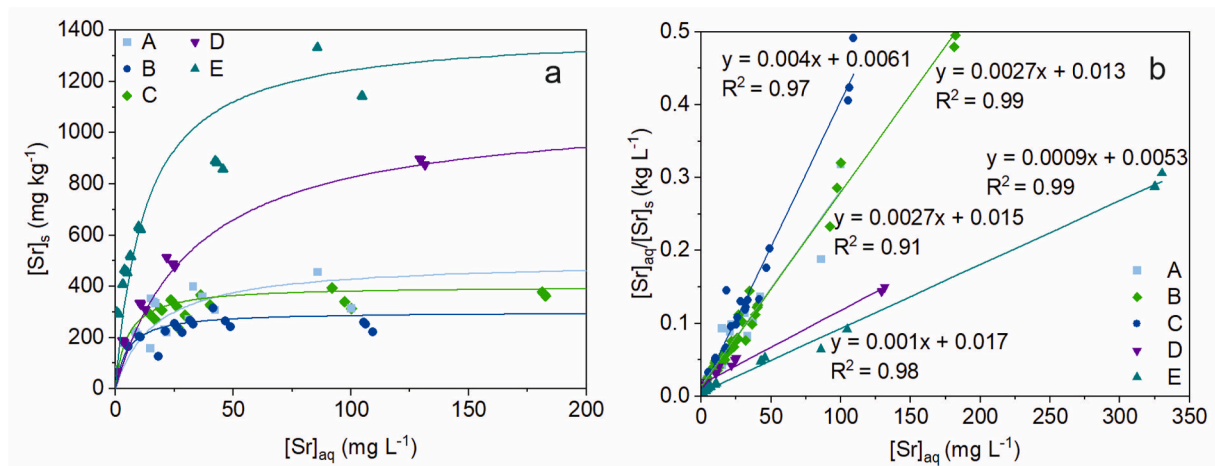 1400
1200
1000
800
600
400
200
0
[Sr]s (mg kg-1)
A
B
C
D
E
a
0
50
100
150
200
[Sr]aq (mg L-1)
0.5
0.4
0.3
0.2
0.1
0.0
[Sr]aq/[Sr]s (kg L-1)
y = 0.004x + 0.0061
R2 = 0.97
y = 0.0027x + 0.013
R2 = 0.99
b
y = 0.0009x + 0.0053
R2 = 0.99
y = 0.0027x + 0.015
R2 = 0.91
y = 0.001x + 0.017
R2 = 0.98
A
B
C
D
E
0
50
100
150
200
250
300
350
[Sr]aq (mg L-1)